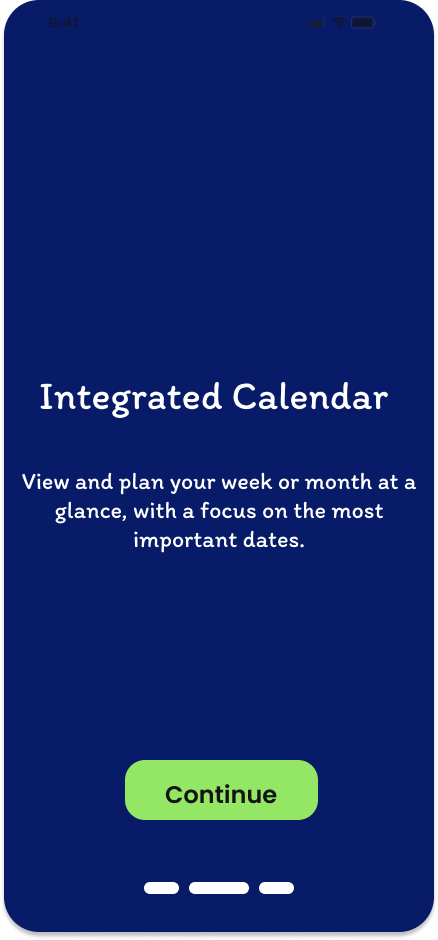 9:41
Integrated Calendar
View and plan your week or month at a
glance, with a focus on the most
important dates.
Continue